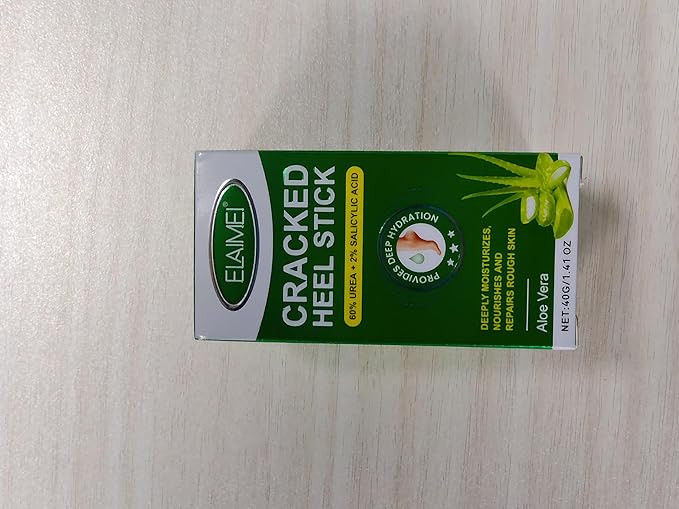 ELAIMEI®
CRACKED
HEEL STICK
60% UREA + 2% SALICYLIC ACID
PROVIDES DEEP HYDRATION
DEEPLY MOISTURIZES,
NOURISHES AND
REPAIRS ROUGH SKIN
Aloe Vera
NET:40G/1.41 OZ